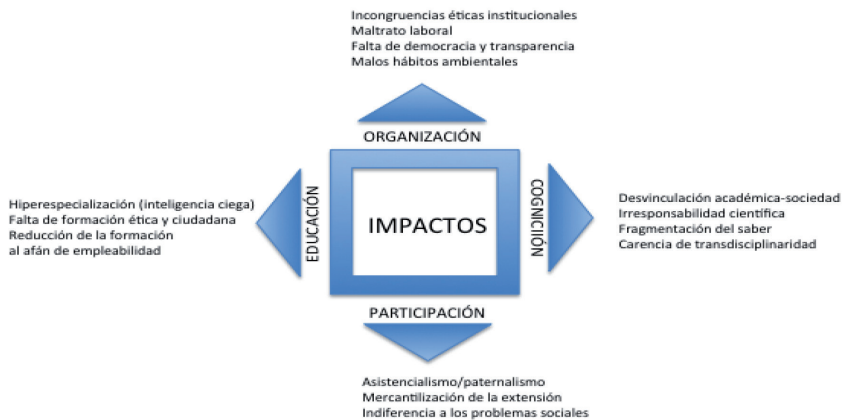 Incongruencias éticas institucionales
Maltrato laboral
Falta de democracia y transparencia
Malos hábitos ambientales
ORGANIZACIÓN
Hiperespecialización (inteligencia ciega)
Falta de formación ética y ciudadana
Reducción de la formación
al afán de empleabilidad
EDUCACIÓN
IMPACTOS
COGNICIIÓN
Desvinculación académica-sociedad
Irresponsabilidad científica
Fragmentación del saber
Carencia de transdisciplinaridad
PARTICIPACIÓN
Asistencialismo/paternalismo
Mercantilización de la extensión
Indiferencia a los problemas sociales